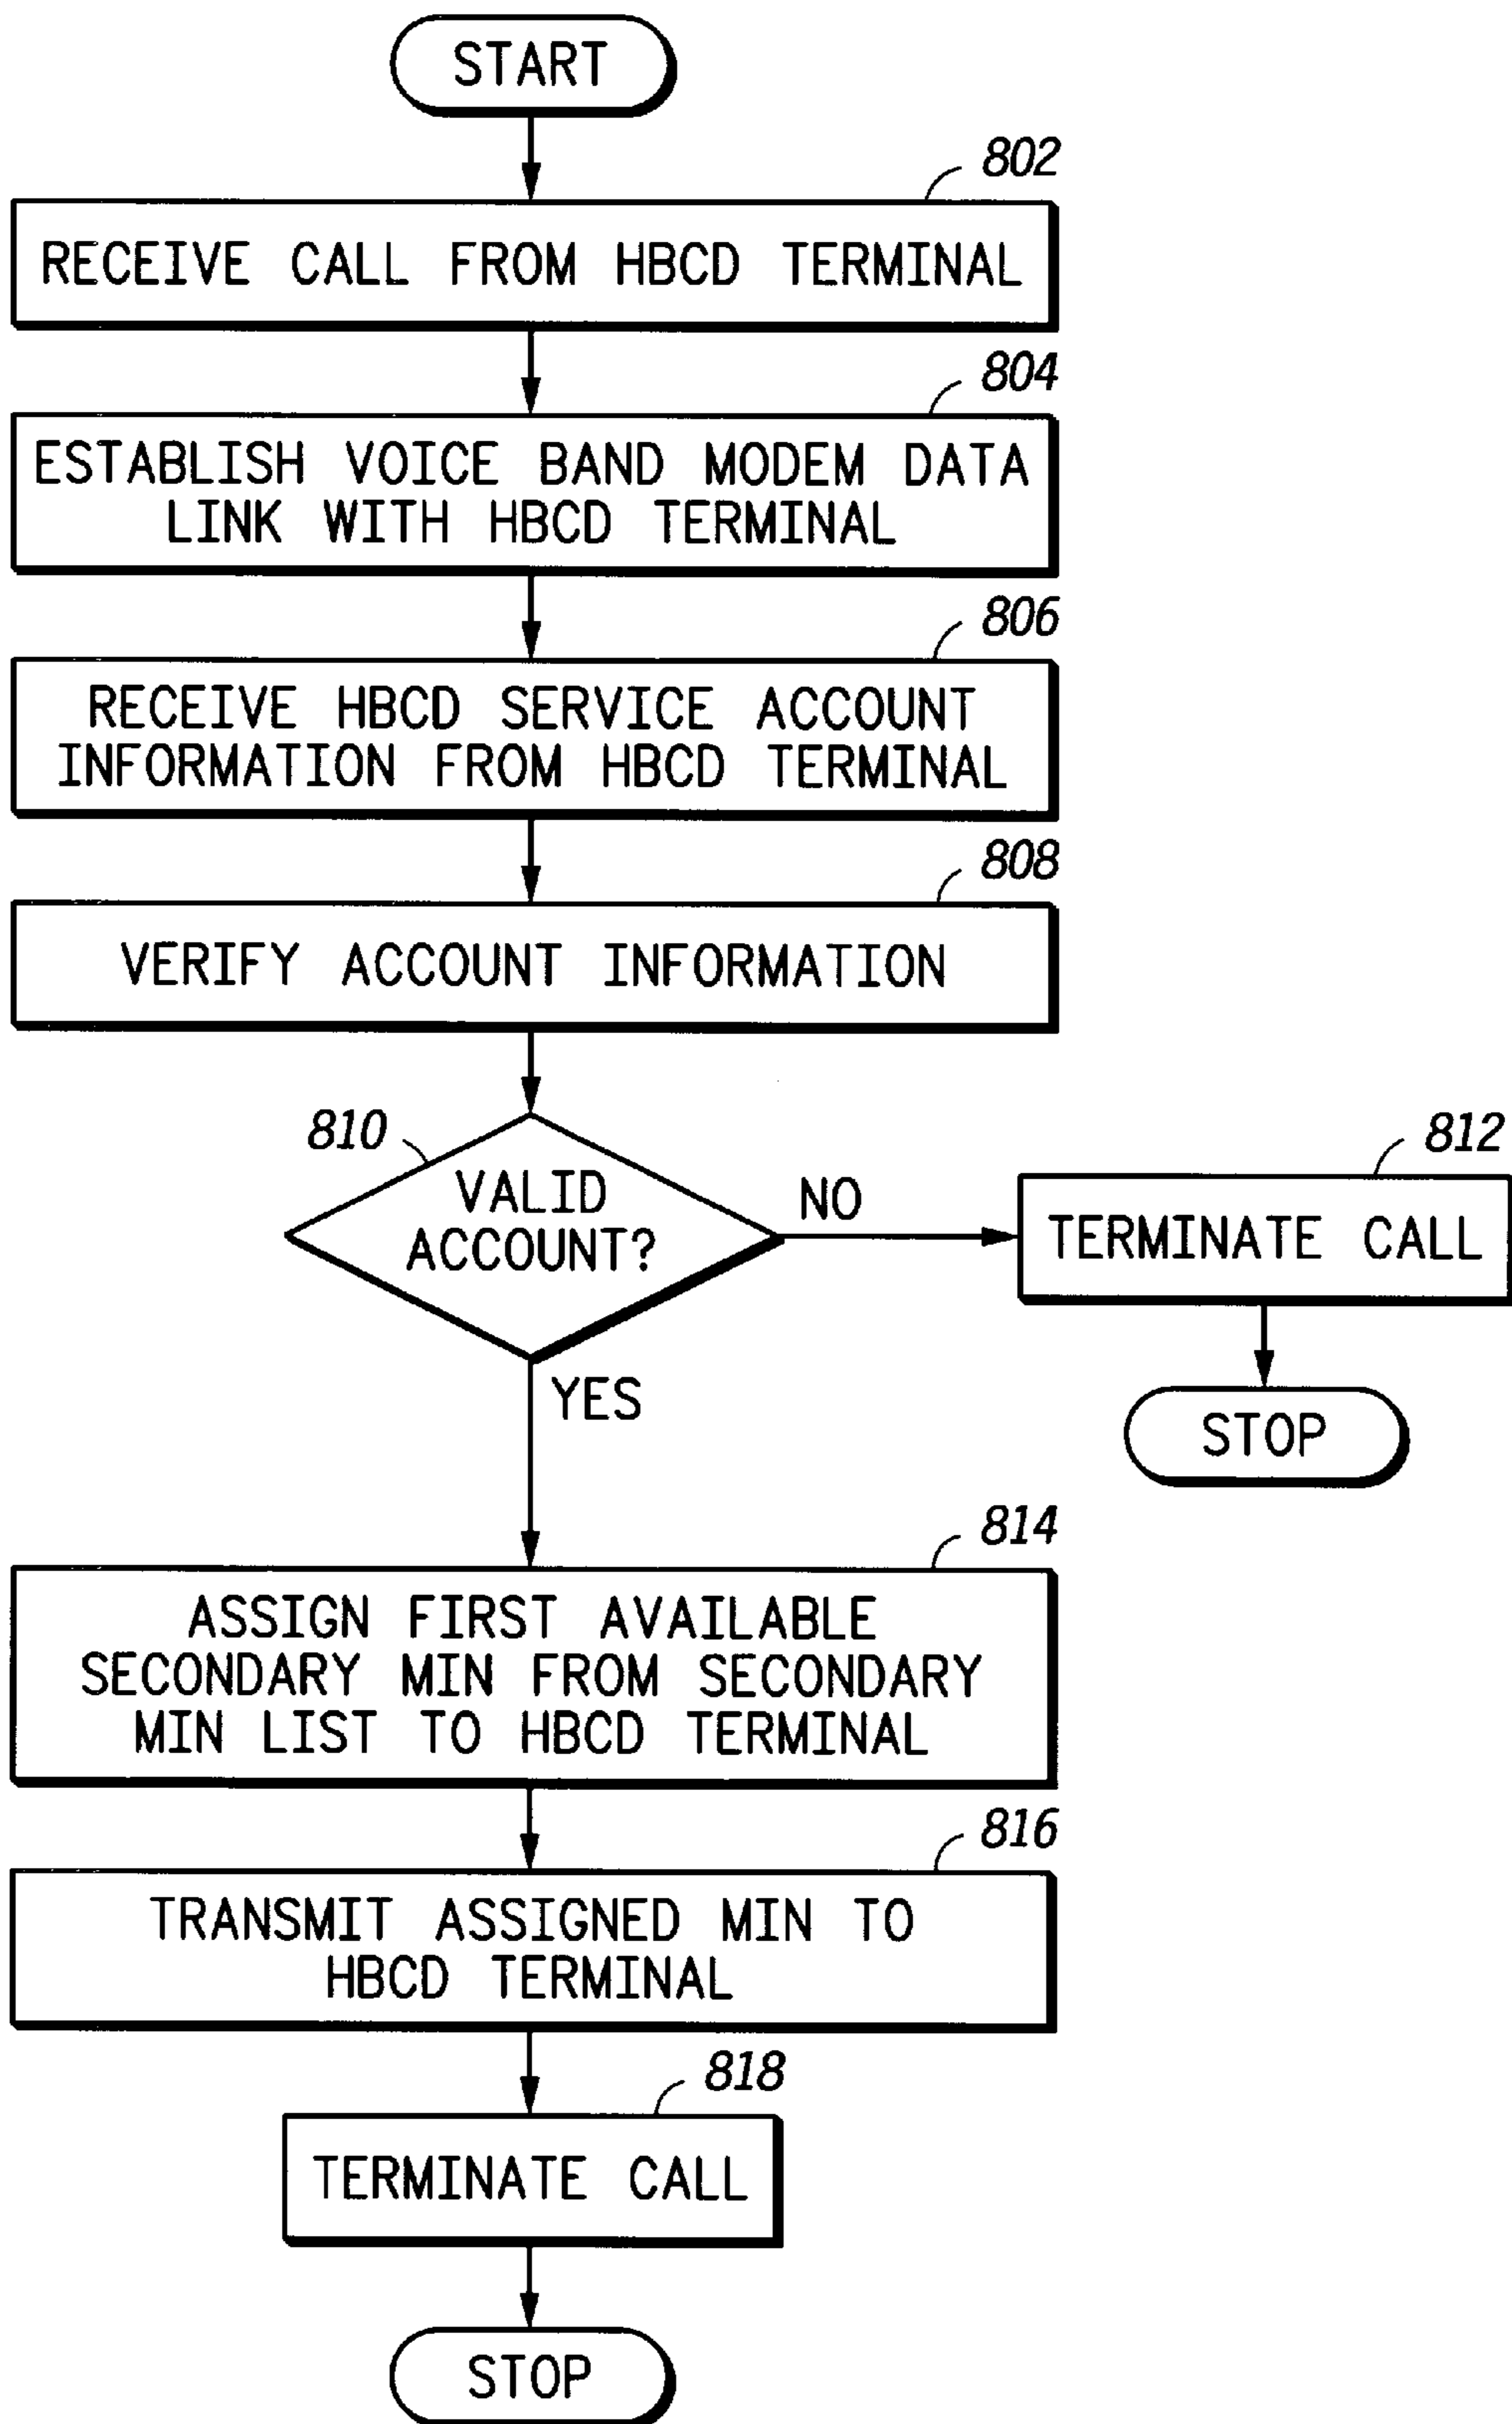 START
802
RECEIVE CALL FROM HBCD TERMINAL
804
ESTABLISH VOICE BAND MODEM DATA
LINK WITH HBCD TERMINAL
806
RECEIVE HBCD SERVICE ACCOUNT
INFORMATION FROM HBCD TERMINAL
808
VERIFY ACCOUNT INFORMATION
810
VALID
ACCOUNT?
NO
812
TERMINATE CALL
STOP
YES
814
ASSIGN FIRST AVAILABLE
SECONDARY MIN FROM SECONDARY
MIN LIST TO HBCD TERMINAL
816
TRANSMIT ASSIGNED MIN TO
HBCD TERMINAL
818
TERMINATE CALL
STOP